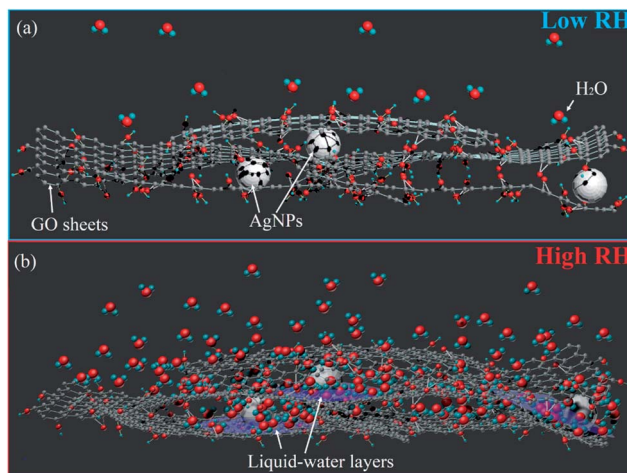 (a)
Low RH
H₂O
GO sheets
AgNPs
(b)
High RH
Liquid-water layers